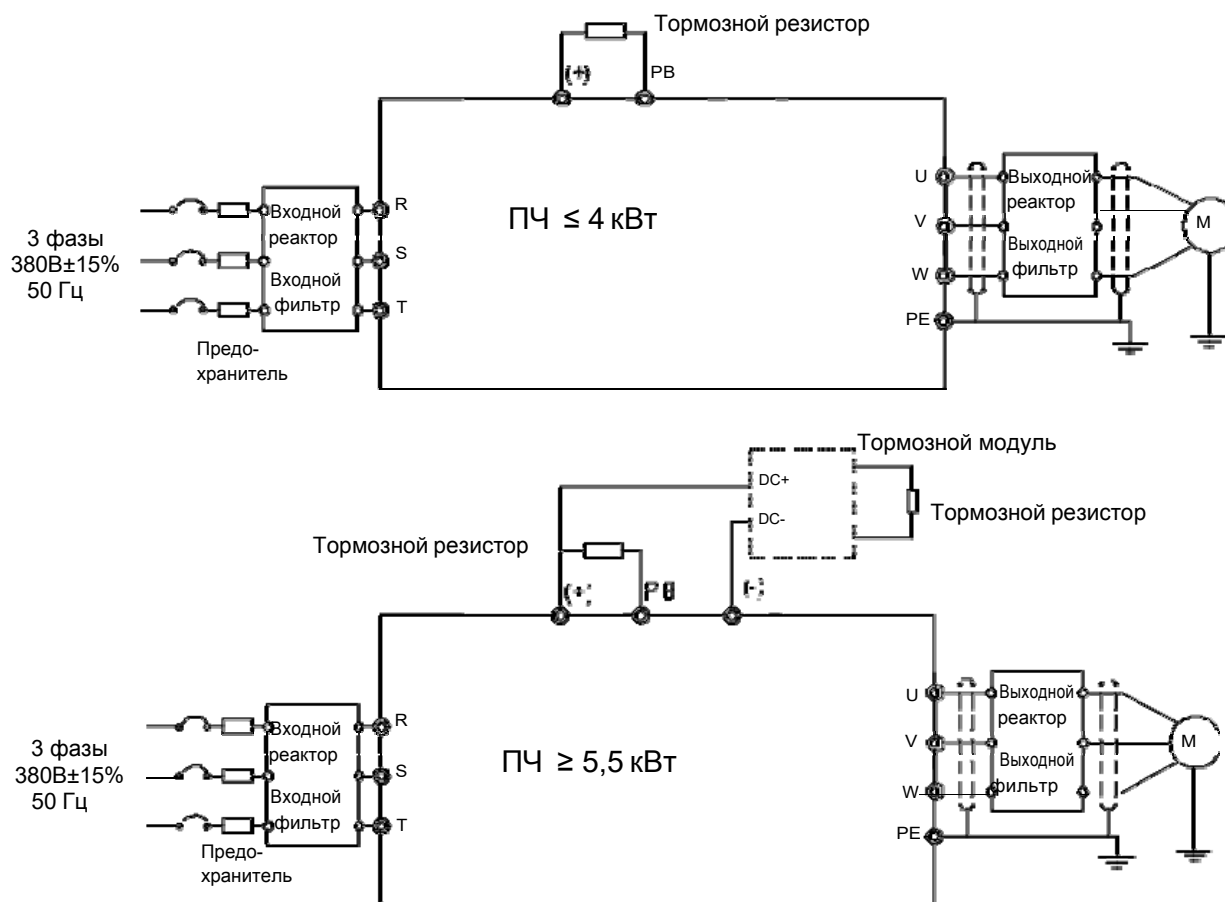 Тормозной резистор
(+)
PB
R
S
T
U
V
W
PE
3 фазы
380В±15%
50 Гц
Входной
реактор
Входной
фильтр
Предо-
хранитель
ПЧ ≤ 4 кВт
Выходной
реактор
Выходной
фильтр
M
Тормозной модуль
DC+
DC-
Тормозной резистор
Тормозной резистор
(+)
PB
(-)
R
S
T
U
V
W
PE
3 фазы
380В±15%
50 Гц
Входной
реактор
Входной
фильтр
Предо-
хранитель
ПЧ ≥ 5,5 кВт
Выходной
реактор
Выходной
фильтр
M